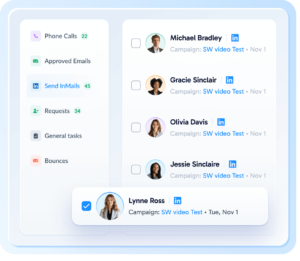 Phone Calls 22
Approved Emails
Send InMails 45
Requests 34
General tasks
Bounces
Michael Bradley in
Campaign: SW video Test • Nov 1
Gracie Sinclair in
Campaign: SW video Test • Nov 1
Olivia Davis in
Campaign: SW video Test • Nov 1
Jessie Sinclaire in
Campaign: SW video Test • Nov 1
Lynne Ross in
Campaign: SW video Test • Tue, Nov 1